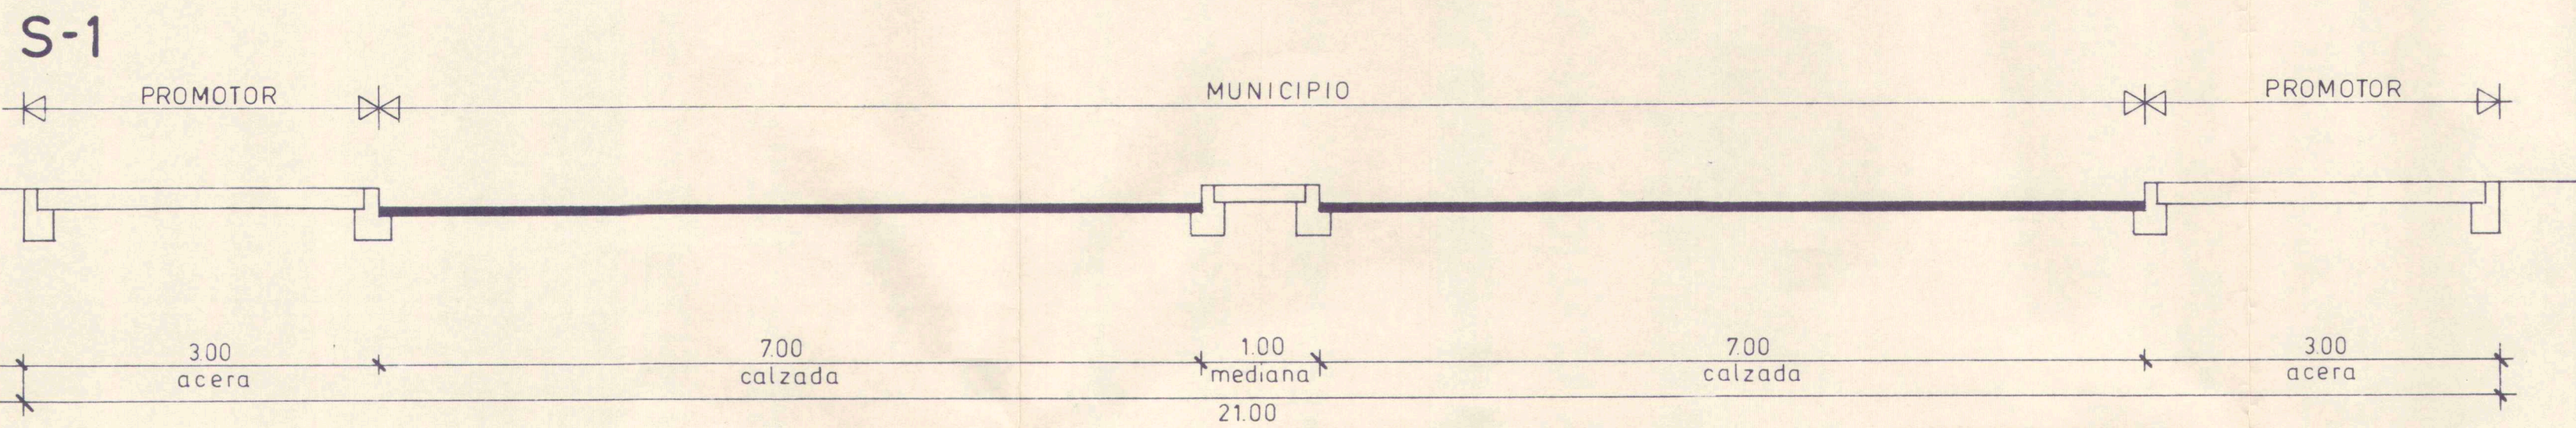 S-1
PROMOTOR MUNICIPIO PROMOTOR
3.00 7.00 1.00 7.00 3.00
acera calzada mediana calzada acera
21.00